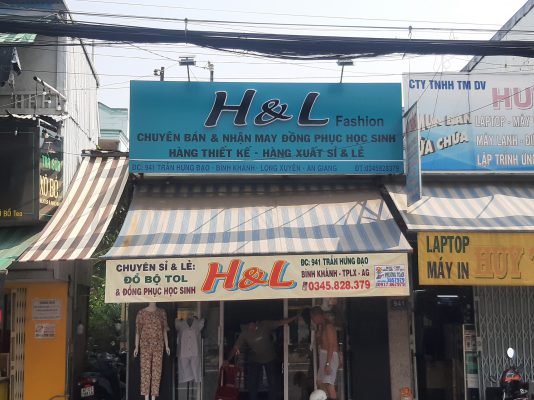 H&L Fashion
CHUYÊN BÁN & NHẬN MAY ĐỒNG PHỤC HỌC SINH
HÀNG THIẾT KẾ - HÀNG XUẤT SỈ & LẺ
ĐC: 941 TRẦN HƯNG ĐẠO - BÌNH KHÁNH - LONG XUYÊN - AN GIANG ĐT:0345828379
CHUYÊN SỈ & LẺ:
ĐỒ BỘ TOL
& ĐỒNG PHỤC HỌC SINH
H&L
ĐC: 941 TRẦN HƯNG ĐẠO
BÌNH KHÁNH - TPLX - AG
0345.828.379
941
CTY TNHH TM DV
HU
LAPTOP - MÁY
SỬA CHỮA
MÁY LẠNH - 
LẮP TRÌNH ỨN
LAPTOP
MÁY IN
HUY